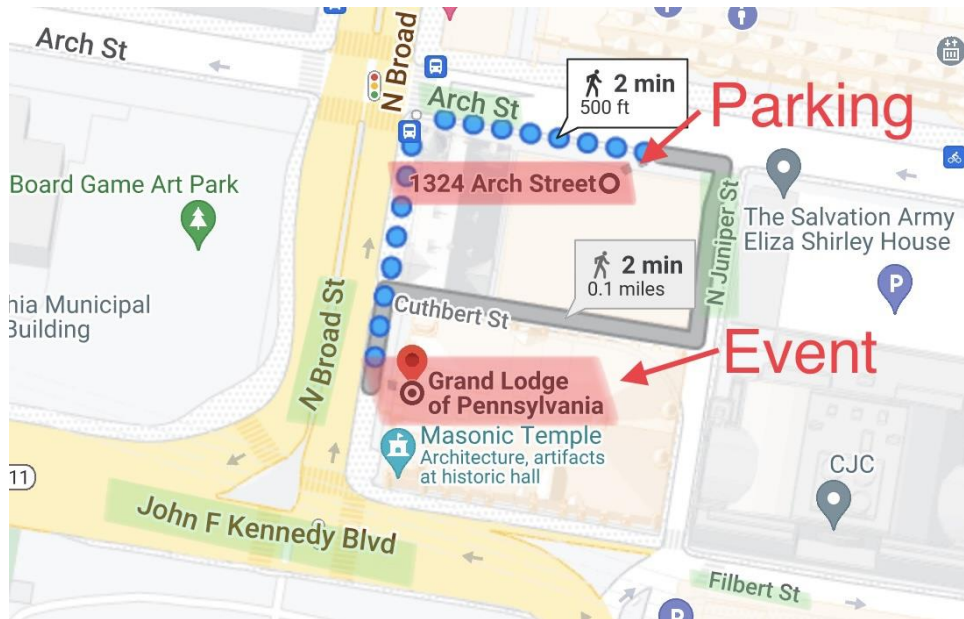 Arch St
N Broad
Arch St
2 min
500 ft
Parking
1324 Arch Street
Board Game Art Park
N Juniper St
The Salvation Army
Eliza Shirley House
P
2 min
0.1 miles
hia Municipal
Building
N Broad St
Cuthbert St
Event
Grand Lodge
of Pennsylvania
Masonic Temple
Architecture, artifacts
at historic hall
11
CJC
John F Kennedy Blvd
Filbert St
P